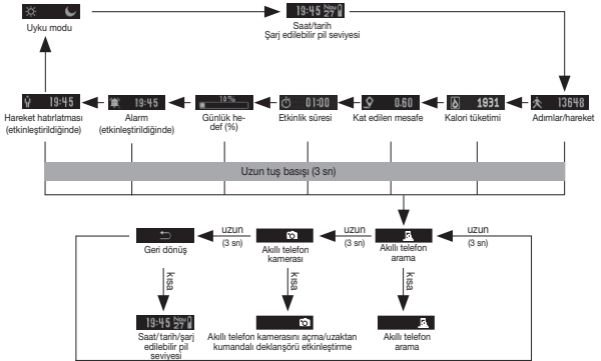 19:45 Nov 27
Uyku modu
Saat/tarih
Şarj edilebilir pil seviyesi
19:45
19:45
10%
01:00
0.60
1931
13648
Hareket hatırlatması
(etkinleştirildiğinde)
Alarm
(etkinleştirildiğinde)
Günlük he-
def (%)
Etkinlik süresi
Kat edilen mesafe
Kalori tüketimi
Adımlar/hareket
Uzun tuş basışı (3 sn)
uzun
(3 sn)
uzun
(3 sn)
uzun
(3 sn)
Geri dönüş
Akıllı telefon
kamerası
Akıllı telefon
arama
kısa
kısa
kısa
19:45 Nov 27
Saat/tarih/şarj
edilebilir pil
seviyesi
Akıllı telefon kamerasını açma/uzaktan
kumandalı deklanşörü etkinleştirme
Akıllı telefon
arama